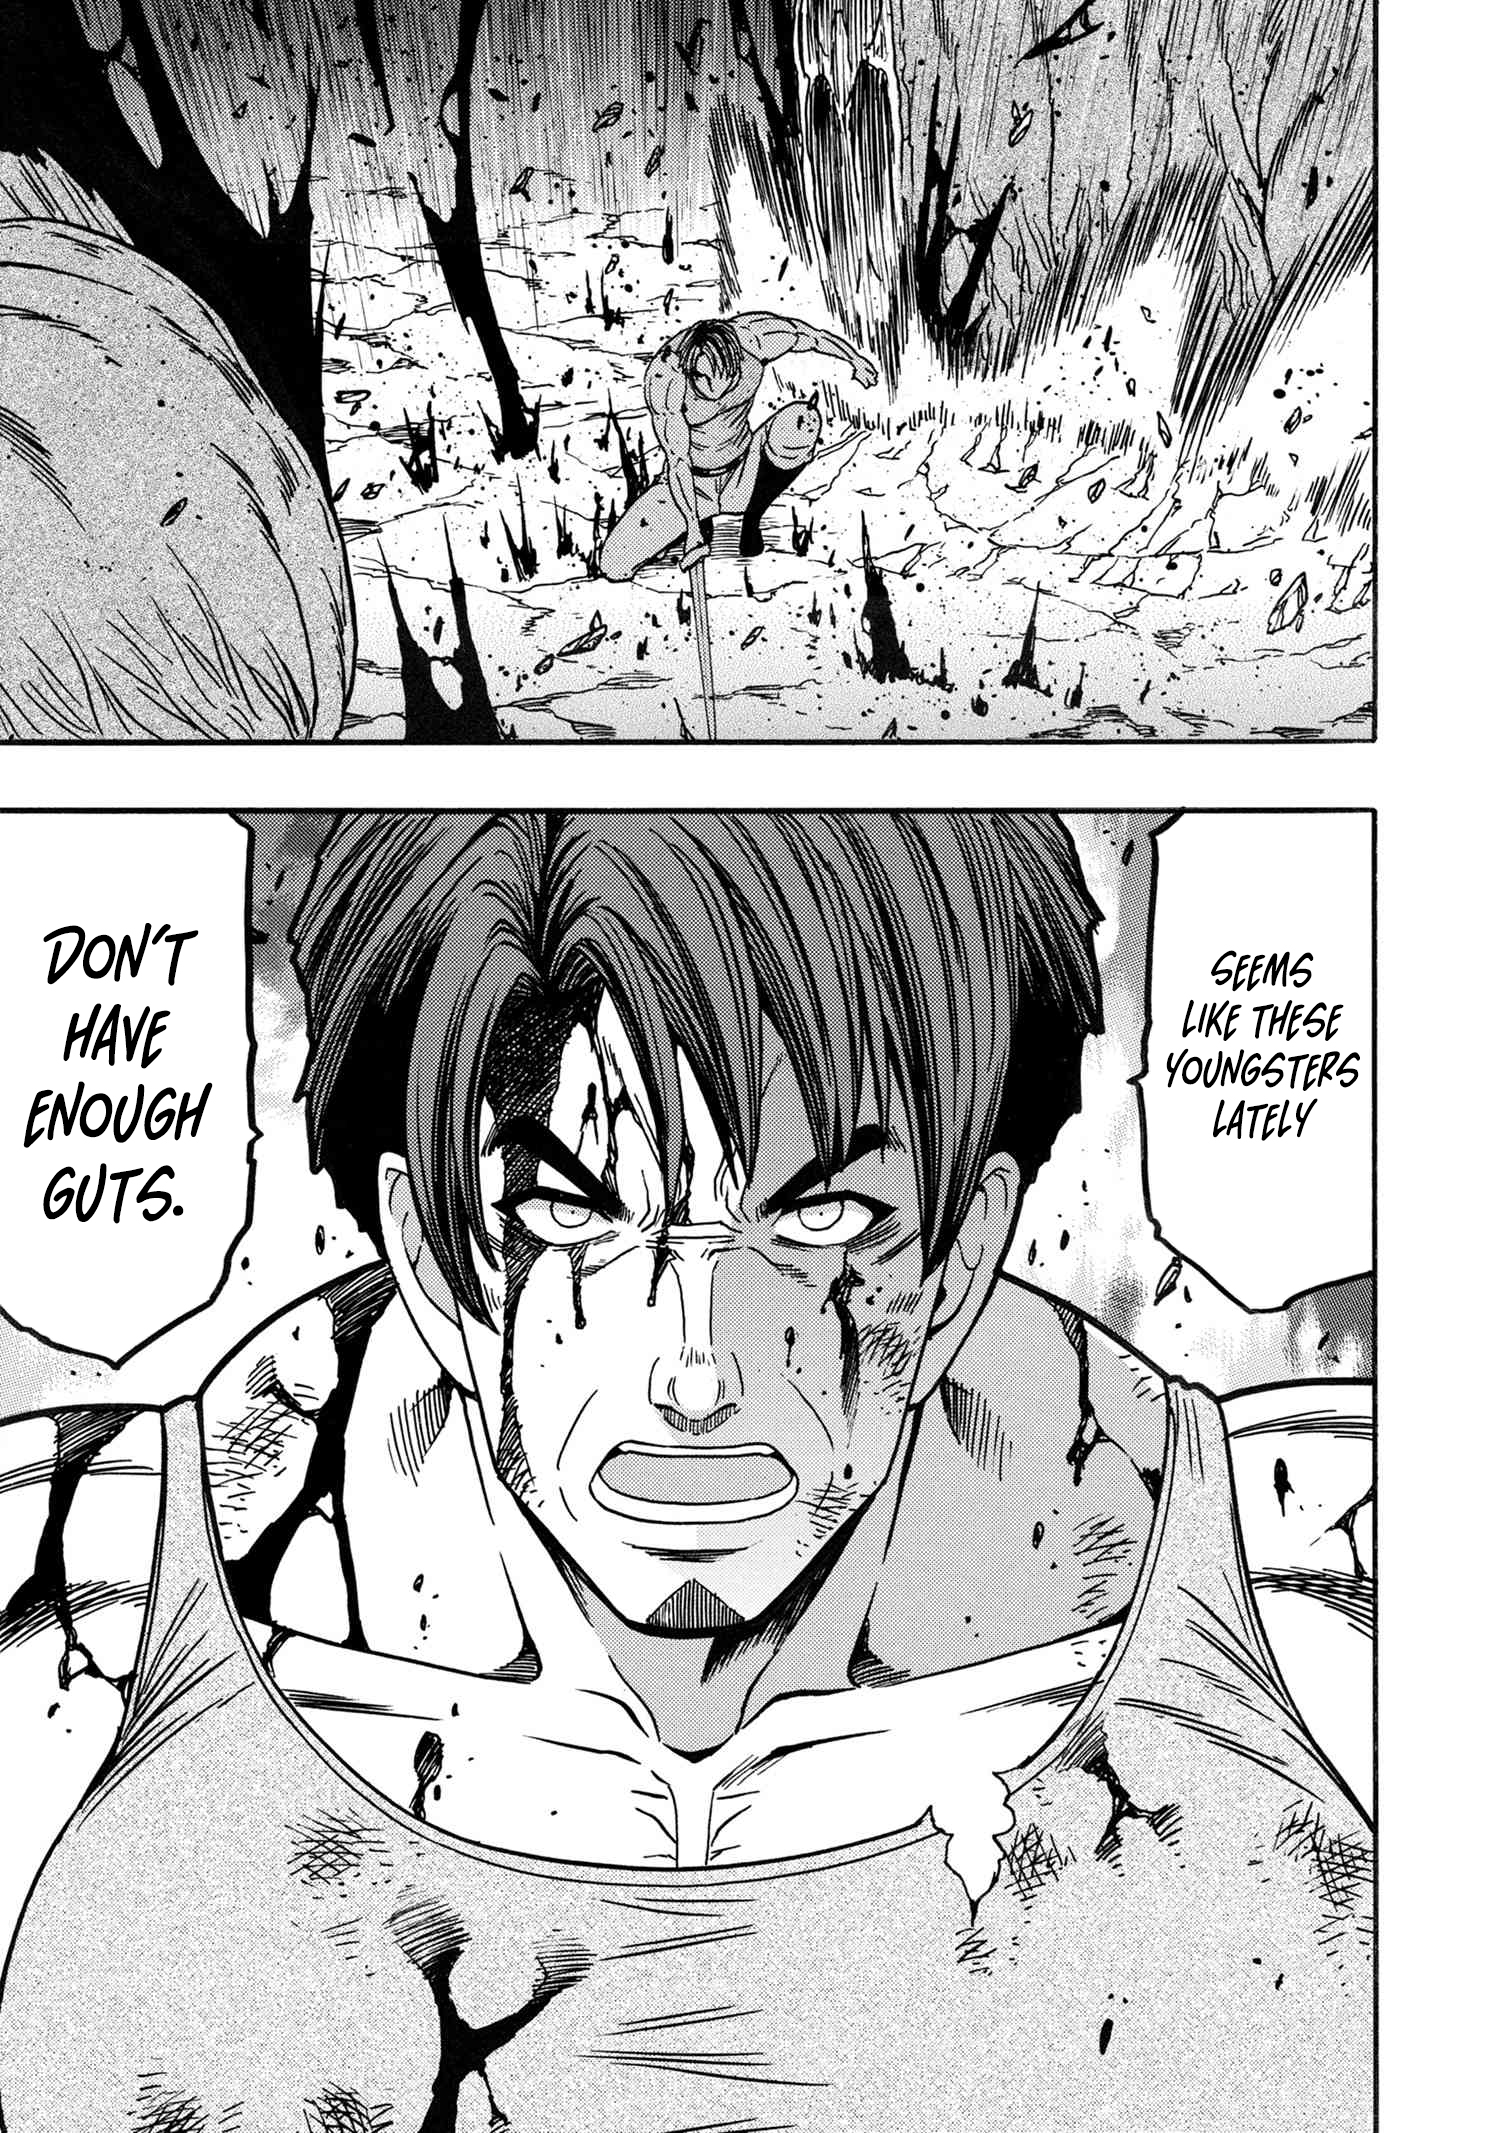 SEEMS
LIKE THESE
YOUNGSTERS
LATELY
DON'T
HAVE
ENOUGH
GUTS.